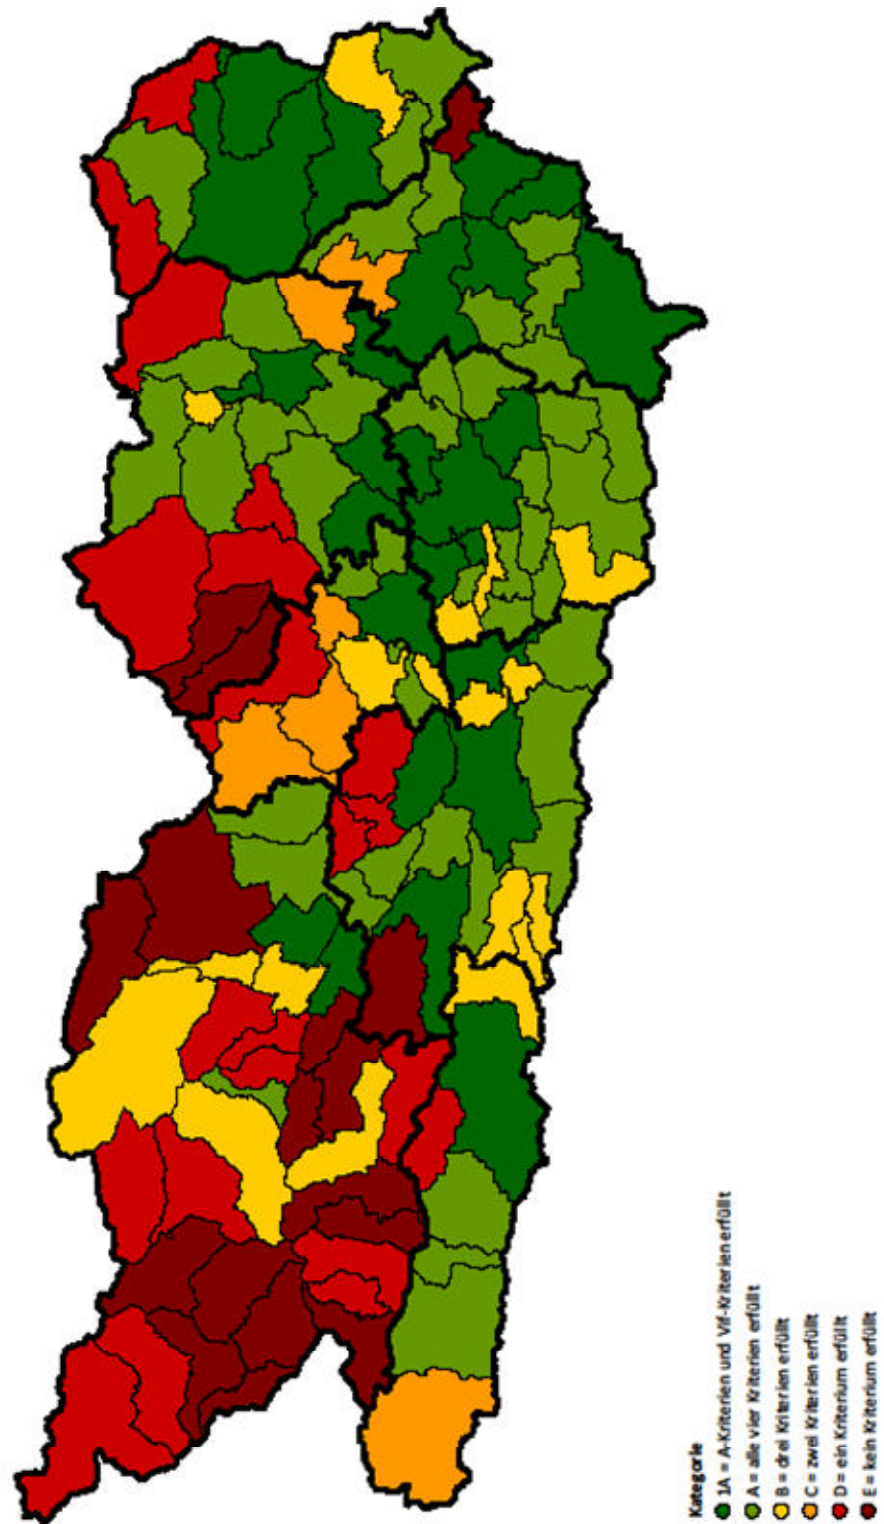 Kategorie
1A = A-Kriterien und Vif-Kriterien erfüllt
A = alle vier Kriterien erfüllt
B = drei Kriterien erfüllt
C = zwei Kriterien erfüllt
D = ein Kriterium erfüllt
E = kein Kriterium erfüllt